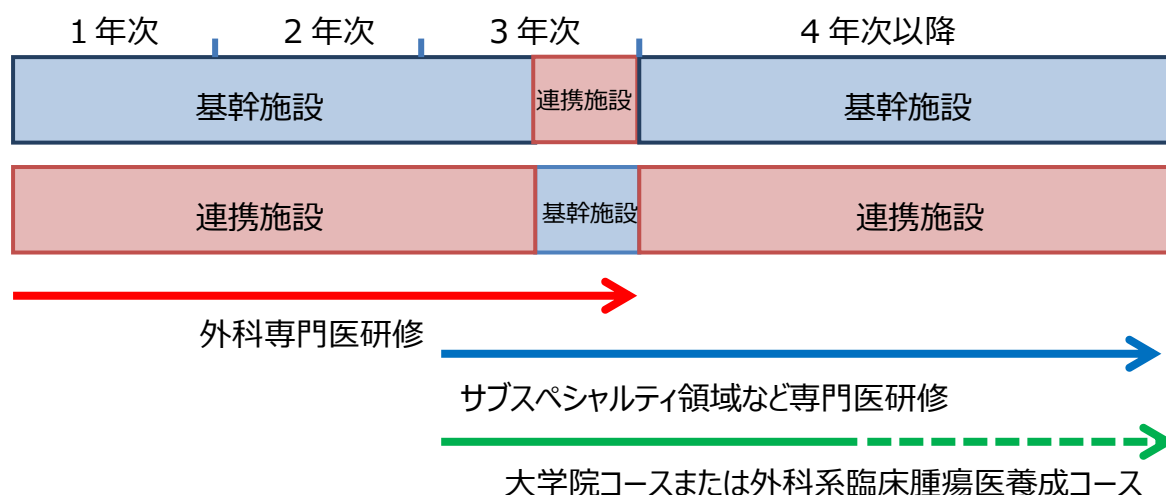 1年次 2年次 3年次 4年次以降
基幹施設 連携施設 基幹施設
連携施設 基幹施設 連携施設
外科専門医研修
サブスペシャルティ領域など専門医研修
大学院コースまたは外科系臨床腫瘍医養成コース